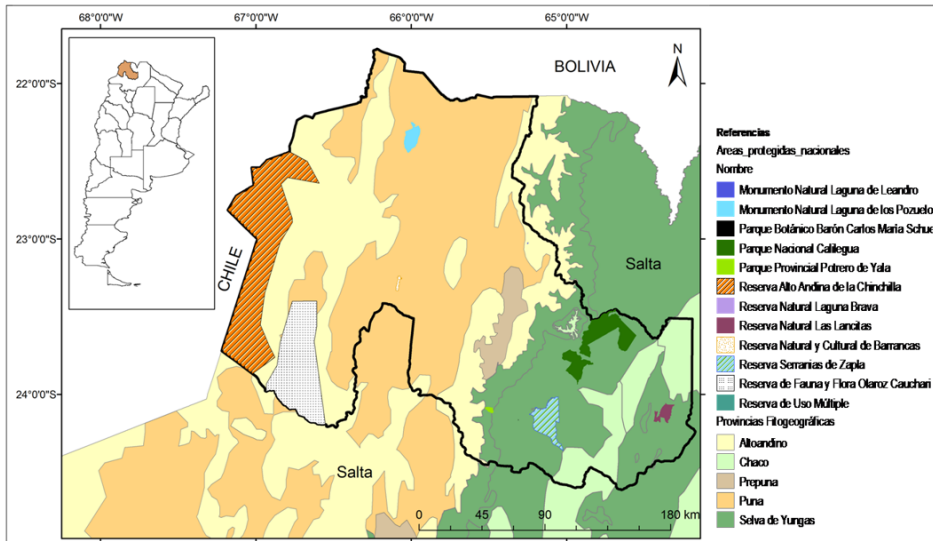 68°0'0"W
67°0'0"W
66°0'0"W
65°0'0"W
22°0'0"S
23°0'0"S
24°0'0"S
BOLIVIA
N
CHILE
Salta
Salta
0 45 90 180 km
Referencias
Areas_protegidas_nacionales
Nombre
Monumento Natural Laguna de Leandro
Monumento Natural Laguna de los Pozuelo
Parque Botánico Barón Carlos María Schue
Parque Nacional Calilegua
Parque Provincial Potrero de Yala
Reserva Alto Andina de la Chinchilla
Reserva Natural Laguna Brava
Reserva Natural Las Lancitas
Reserva Natural y Cultural de Barrancas
Reserva Serranias de Zapla
Reserva de Fauna y Flora Olaroz Cauchari
Reserva de Uso Múltiple
Provincias Fitogeográficas
Altoandino
Chaco
Prepuna
Puna
Selva de Yungas